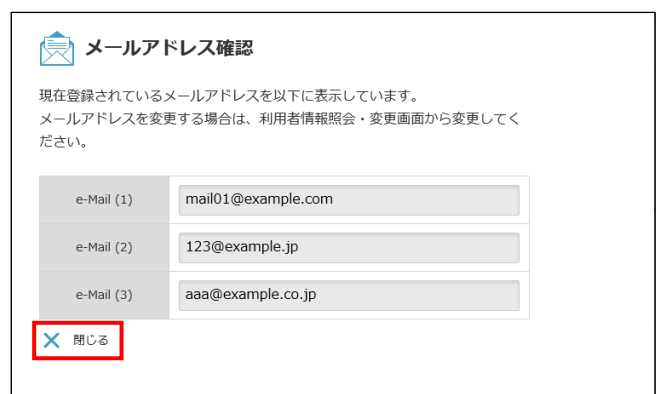 メールアドレス確認
現在登録されているメールアドレスを以下に表示しています。
メールアドレスを変更する場合は、利用者情報照会・変更画面から変更してく
ださい。
e-Mail (1) mail01@example.com
e-Mail (2) 123@example.jp
e-Mail (3) aaa@example.co.jp
閉じる